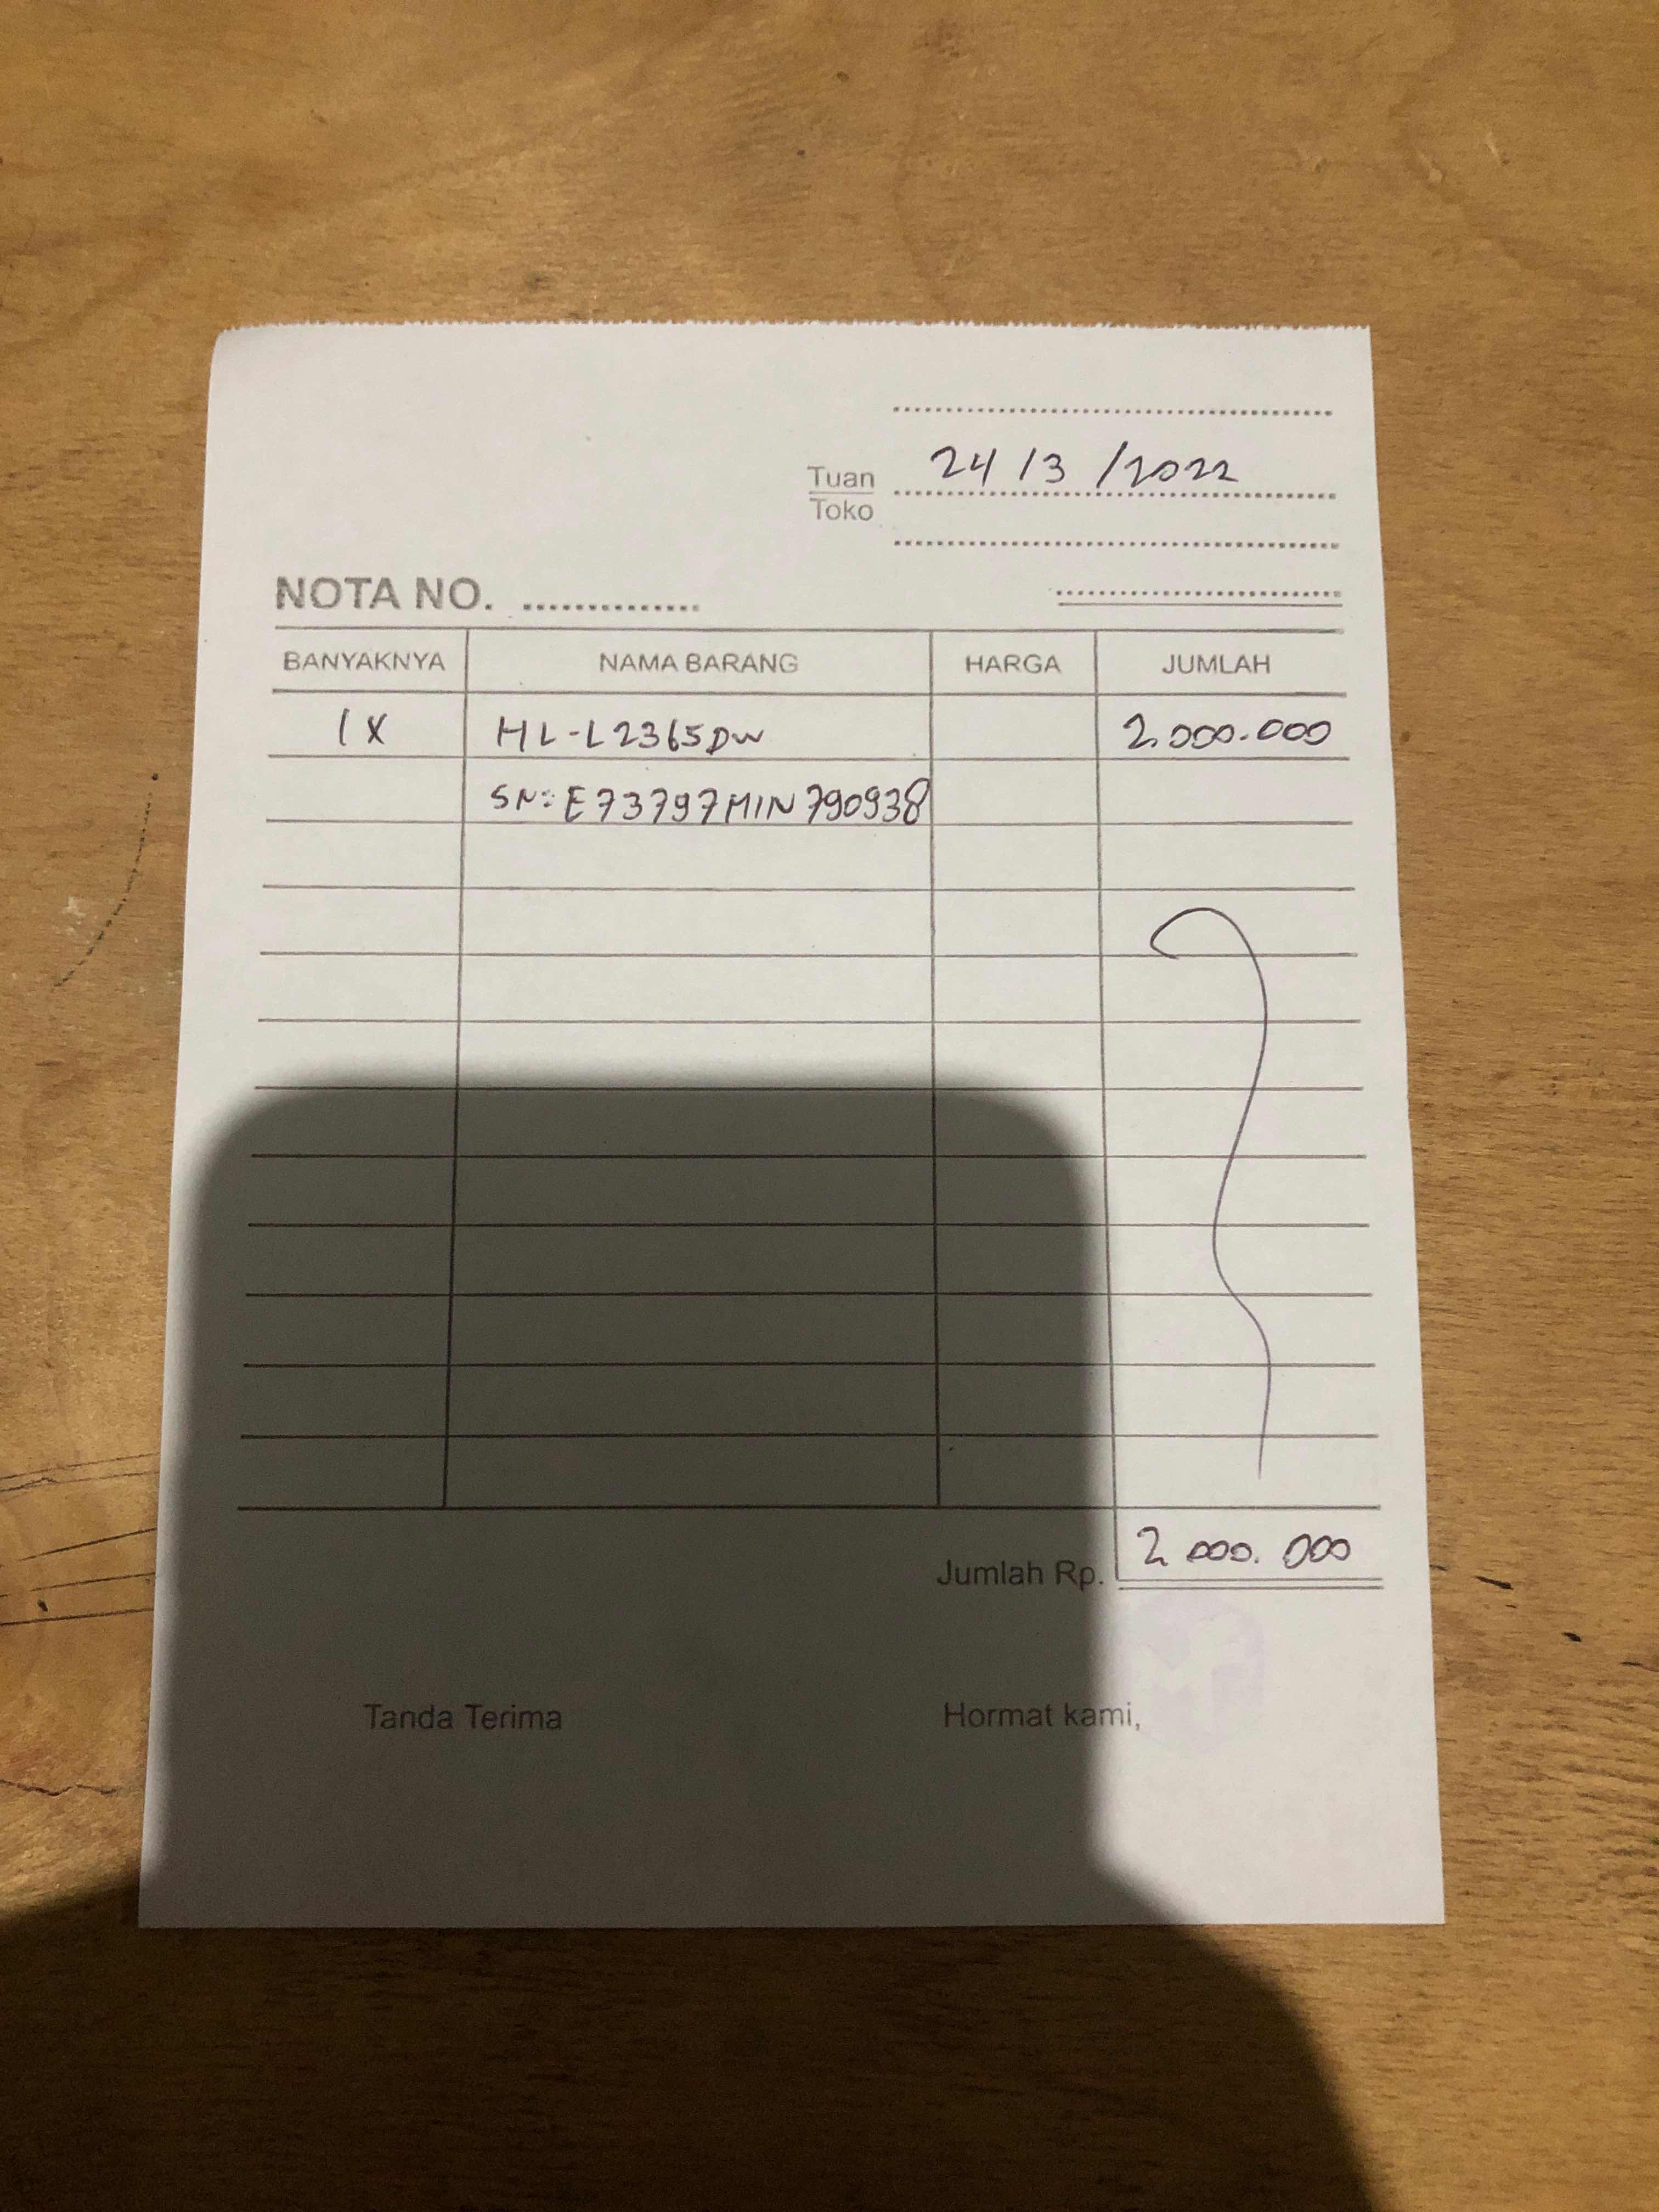 24/3/2022
Tuan
Toko
NOTA NO. .............
BANYAKNYA NAMA BARANG HARGA JUMLAH
1X HL-L2365DW 2.000.000
SN: E73797M1N790938
Jumlah Rp. 2.000.000
Tanda Terima Hormat kami,